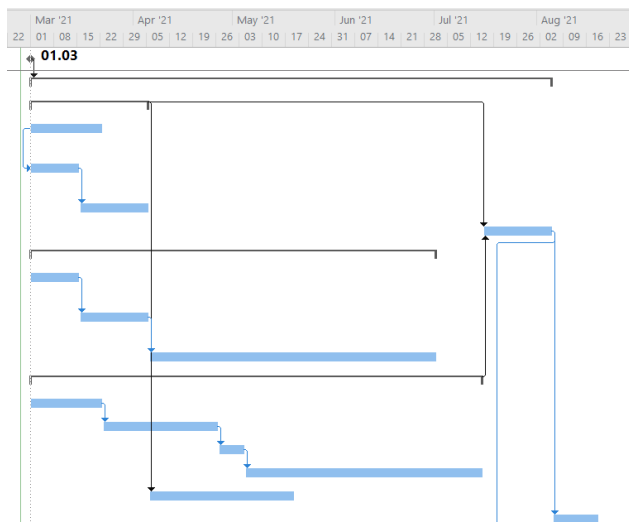 Mar '21 Apr '21 May '21 Jun '21 Jul '21 Aug '21
22 01 08 15 22 29 05 12 19 26 03 10 17 24 31 07 14 21 28 05 12 19 26 02 09 16 23
01.03